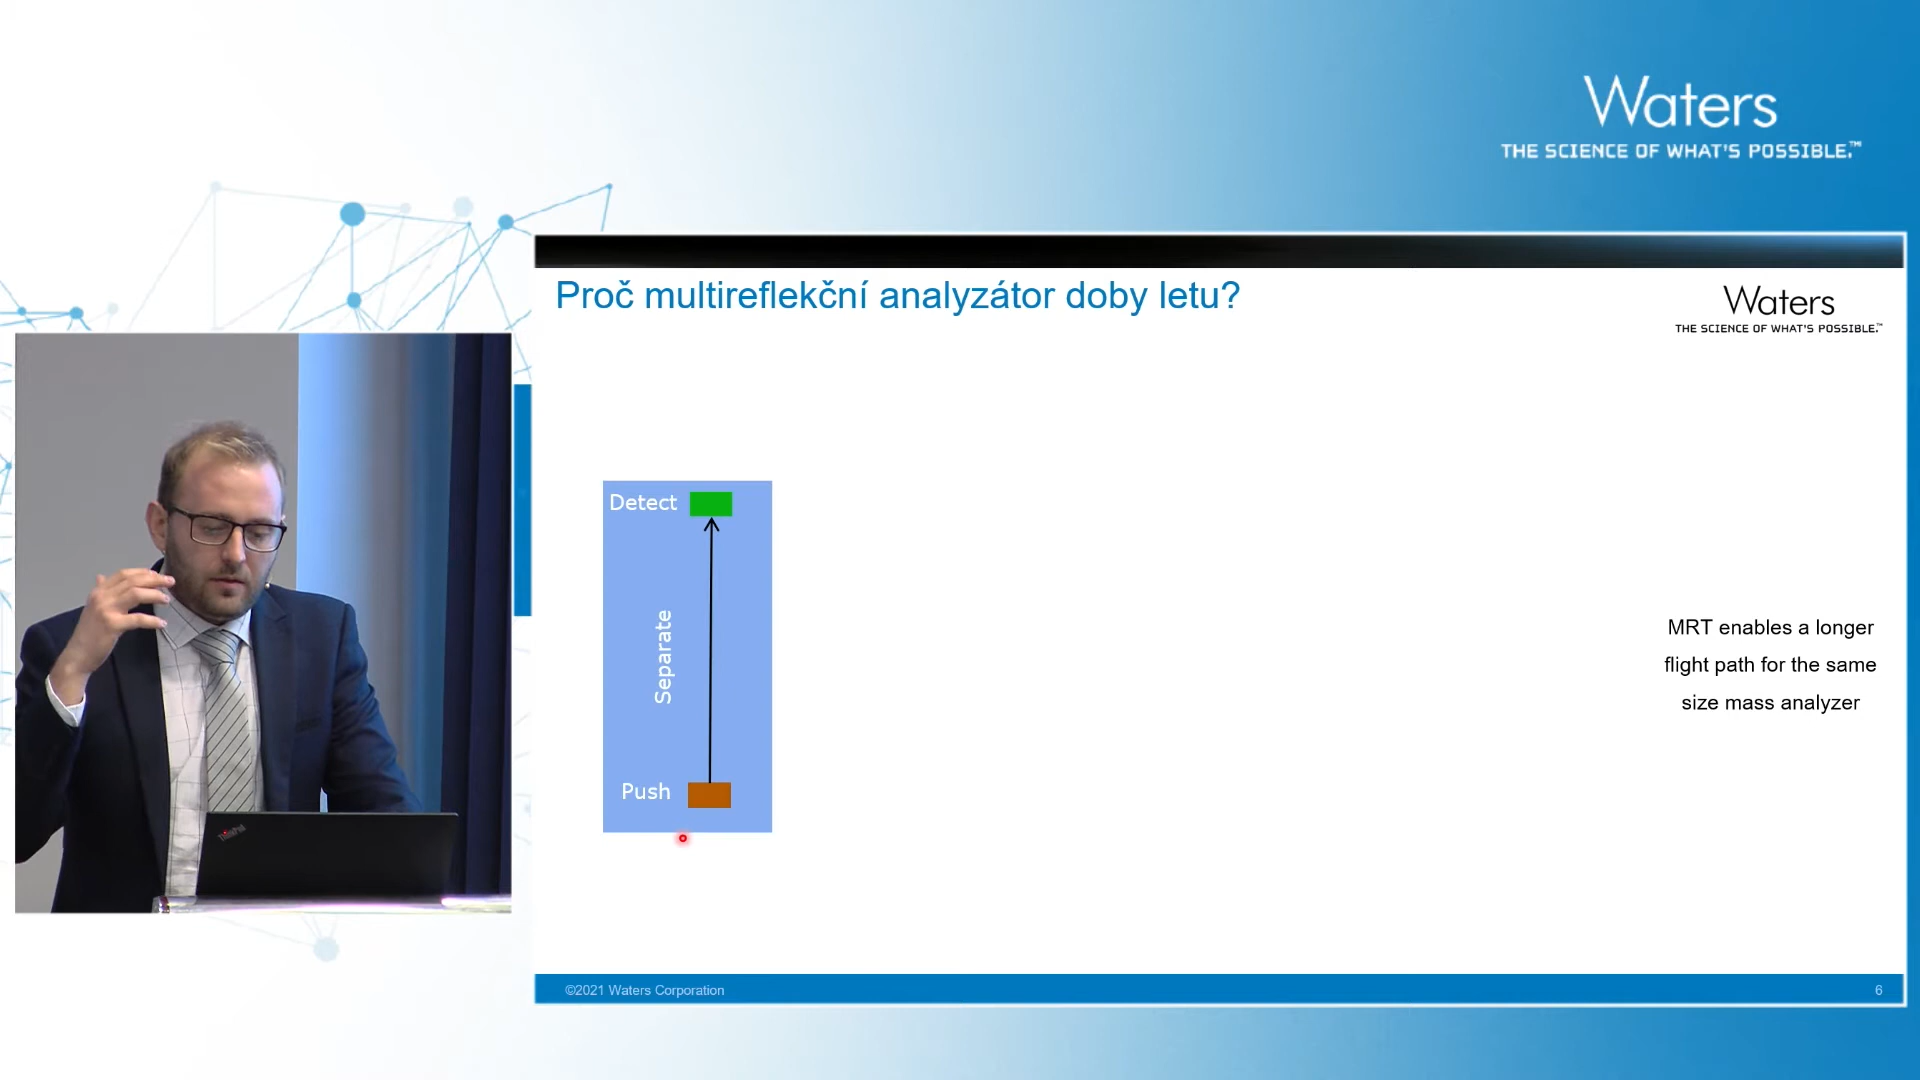 Waters
THE SCIENCE OF WHAT'S POSSIBLE.™
Proč multireflekční analyzátor doby letu?
Waters
THE SCIENCE OF WHAT'S POSSIBLE.™
Detect
Separate
Push
MRT enables a longer
flight path for the same
size mass analyzer
ThinkPad
©2021 Waters Corporation
6